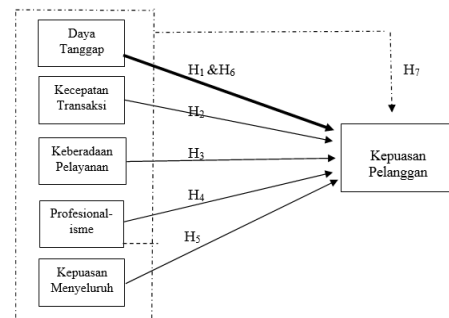 Daya
Tanggap
H1 &H6
H7
Kecepatan
Transaksi
H2
Keberadaan
Pelayanan
H3
Kepuasan
Pelanggan
Profesional-
isme
H4
H5
Kepuasan
Menyeluruh